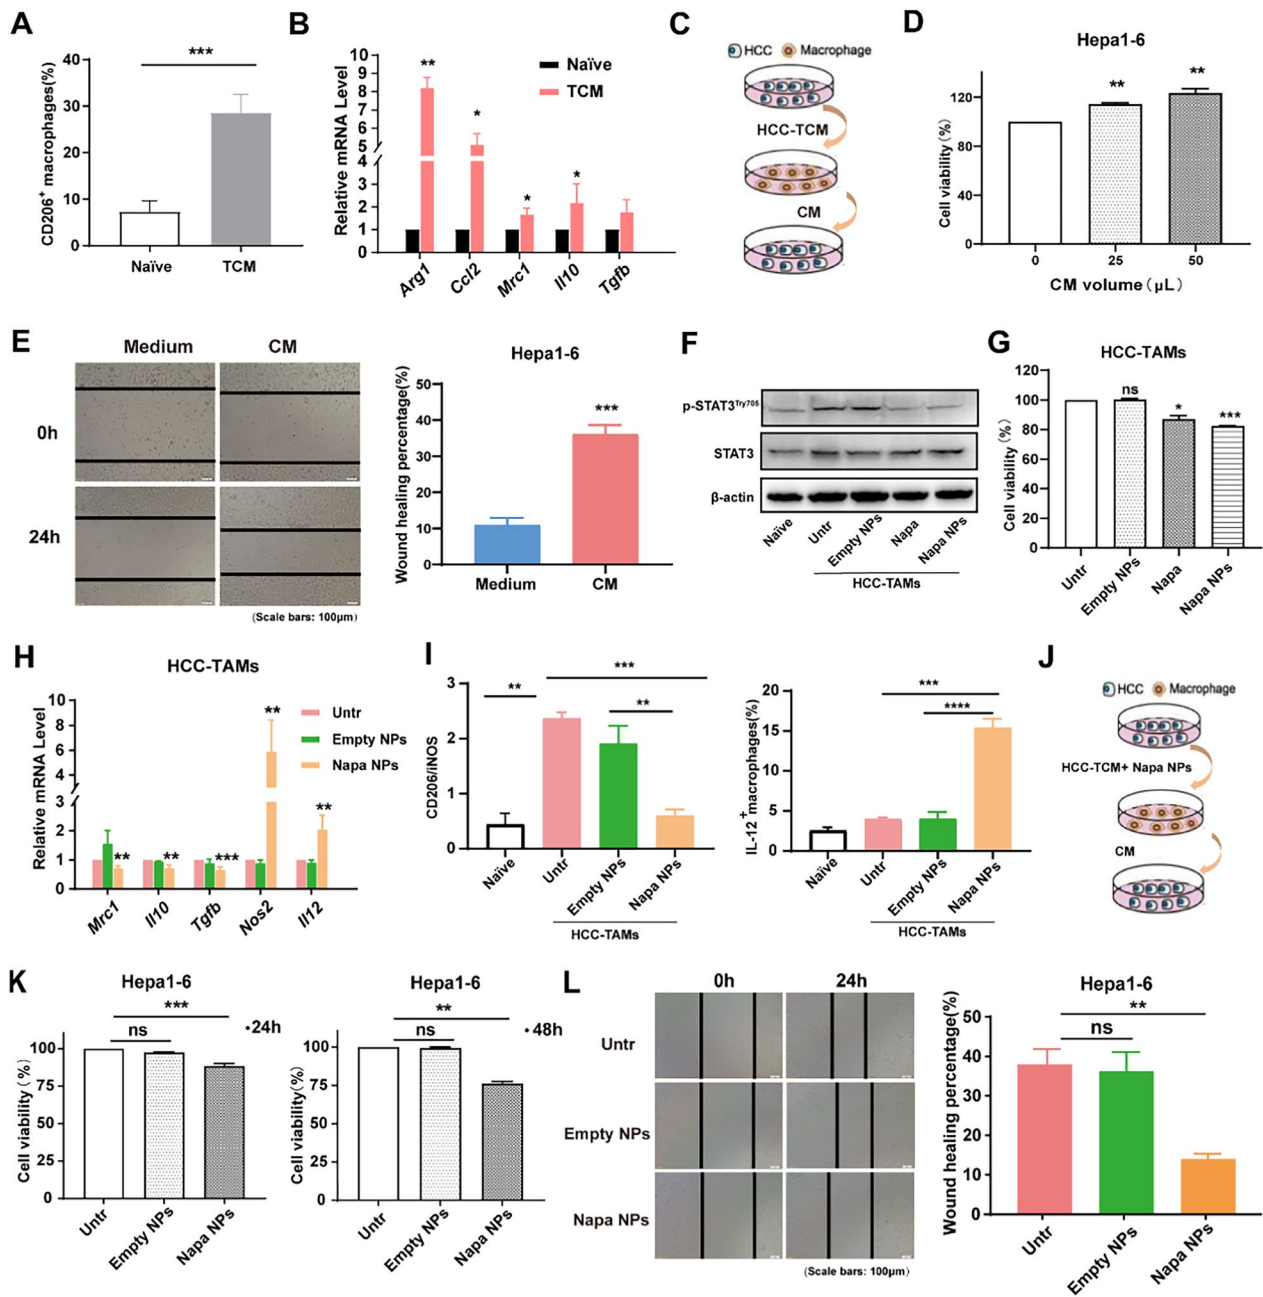 A
CD206+ macrophages(%)
40
30
20
10
0
***
Naïve
TCM
B
Relative mRNA Level
10
9
8
7
6
5
4
3
2
1
0
**
*
*
*
Naïve
TCM
Arg1
Ccl2
Mrc1
Il10
Tgfb
C
HCC
Macrophage
HCC-TCM
CM
D
Hepa1-6
Cell viability (%)
120
80
40
0
**
**
0
25
50
CM volume (μL)
E
Medium
CM
0h
24h
(Scale bars: 100μm)
Hepa1-6
Wound healing percentage(%)
50
40
30
20
10
0
***
Medium
CM
F
p-STAT3Try705
STAT3
β-actin
Naïve
Untr
Empty NPs
Napa
Napa NPs
HCC-TAMs
G
HCC-TAMs
Cell viability (%)
120
100
80
60
40
20
0
ns
*
***
Untr
Empty NPs
Napa
Napa NPs
H
HCC-TAMs
Relative mRNA Level
10
8
6
4
3
2
1
0
**
**
***
**
**
Untr
Empty NPs
Napa NPs
Mrc1
Il10
Tgfb
Nos2
Il12
I
CD206/iNOS
3
2
1
0
**
***
**
Naïve
Untr
Empty NPs
Napa NPs
HCC-TAMs
IL-12+macrophages(%)
20
15
10
5
0
***
****
Naïve
Untr
Empty NPs
Napa NPs
HCC-TAMs
J
HCC
Macrophage
HCC-TCM+ Napa NPs
CM
K
Hepa1-6
Cell viability (%)
100
75
50
25
0
***
ns
•24h
Untr
Empty NPs
Napa NPs
Hepa1-6
Cell viability(%)
100
75
50
25
0
**
ns
•48h
Untr
Empty NPs
Napa NPs
L
0h
24h
Untr
Empty NPs
Napa NPs
(Scale bars: 100μm)
Hepa1-6
Wound healing percentage(%)
50
40
30
20
10
0
**
ns
Untr
Empty NPs
Napa NPs